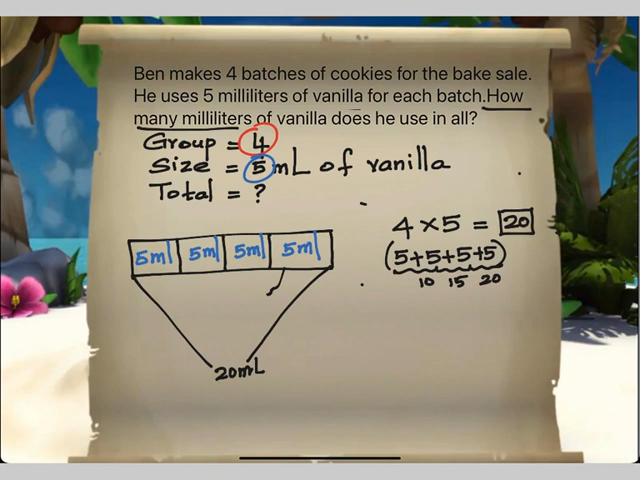 Ben makes 4 batches of cookies for the bake sale.
He uses 5 milliliters of vanilla for each batch.How
many milliliters of vanilla does he use in all?
Group = 4
Size = 5 mL of vanilla
Total = ?
4 × 5 = 20
(5+5+5+5)
10 15 20
5ml 5ml 5ml 5ml
20mL